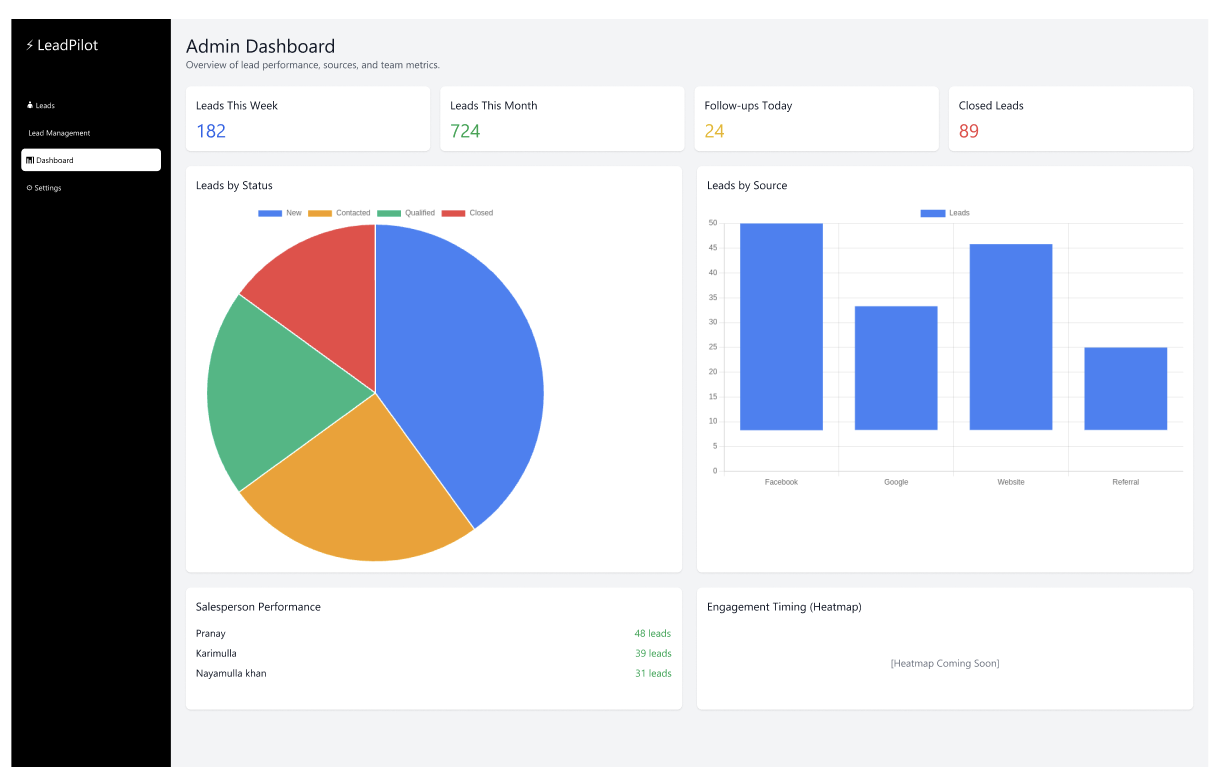 ⚡ LeadPilot
Leads
Lead Management
Dashboard
Settings
Admin Dashboard
Overview of lead performance, sources, and team metrics.
Leads This Week
182
Leads This Month
724
Follow-ups Today
24
Closed Leads
89
Leads by Status
New Contacted Qualified Closed
Leads by Source
Leads
50
45
40
35
30
25
20
15
10
5
0
Facebook Google Website Referral
Salesperson Performance
Pranay 48 leads
Karimulla 39 leads
Nayamulla khan 31 leads
Engagement Timing (Heatmap)
[Heatmap Coming Soon]